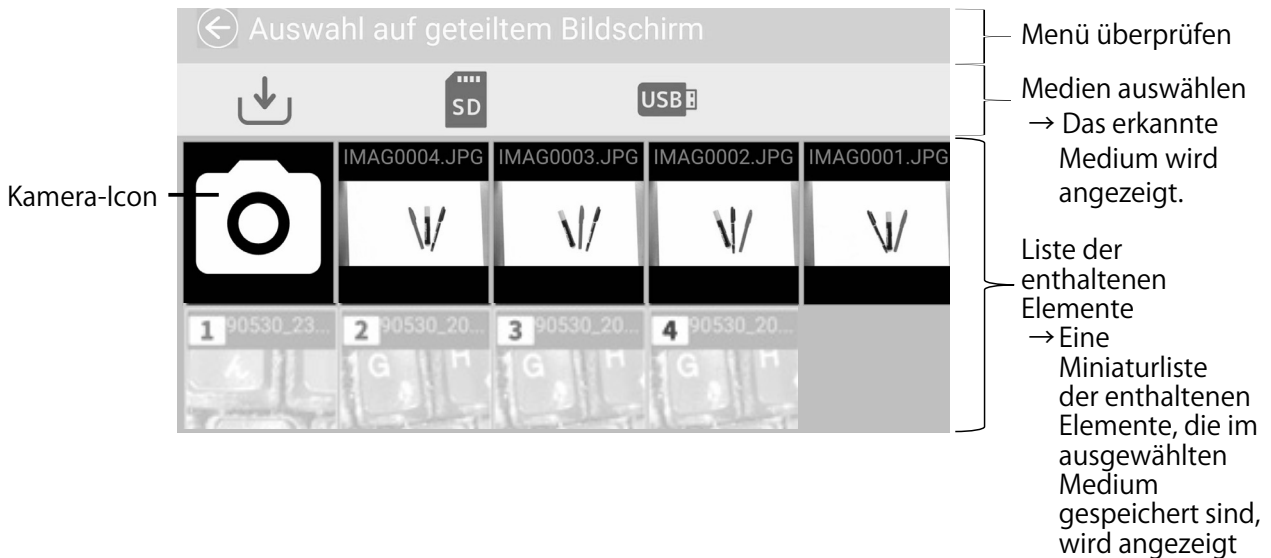 Auswahl auf geteiltem Bildschirm
Menü überprüfen
SD
USB
Medien auswählen
→ Das erkannte
Medium wird
angezeigt.
Kamera-Icon
IMAG0004.JPG
IMAG0003.JPG
IMAG0002.JPG
IMAG0001.JPG
1 90530_23...
2 90530_20...
3 90530_20...
4 90530_20...
G H
G H
G H
Liste der
enthaltenen
Elemente
→ Eine
Miniaturliste
der enthaltenen
Elemente, die im
ausgewählten
Medium
gespeichert sind,
wird angezeigt